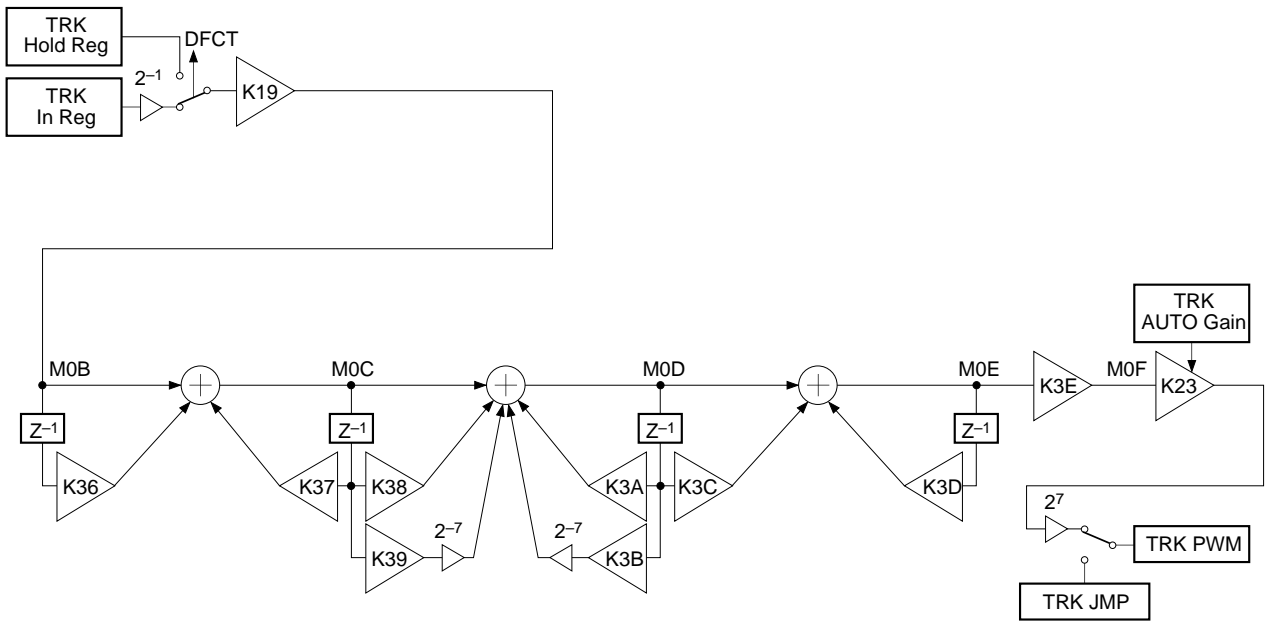 TRK
Hold Reg
DFCT
2⁻¹
TRK
In Reg
K19
TRK
AUTO Gain
M0B
M0C
M0D
M0E
K3E
M0F
K23
Z⁻¹
Z⁻¹
Z⁻¹
Z⁻¹
K36
K37
K38
K3A
K3C
K3D
K39
2⁻⁷
2⁻⁷
K3B
2⁷
TRK PWM
TRK JMP